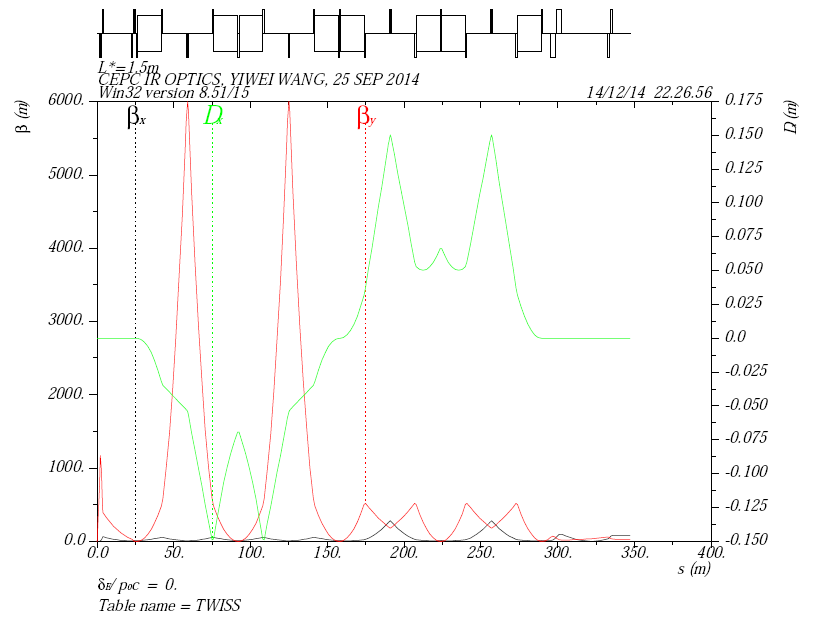 L*=1.5m
CEPC IR OPTICS, YIWEI WANG, 25 SEP 2014
Win32 version 8.51/15 14/12/14 22.26.56
β (m)
D (m)
βx Dx βy
6000. 0.175
0.150
5000. 0.125
0.100
4000. 0.075
0.050
3000. 0.025
0.0
2000. -0.025
-0.050
-0.075
1000. -0.100
-0.125
0.0 -0.150
0.0 50. 100. 150. 200. 250. 300. 350. 400.
s (m)
δE/p0c = 0.
Table name = TWISS